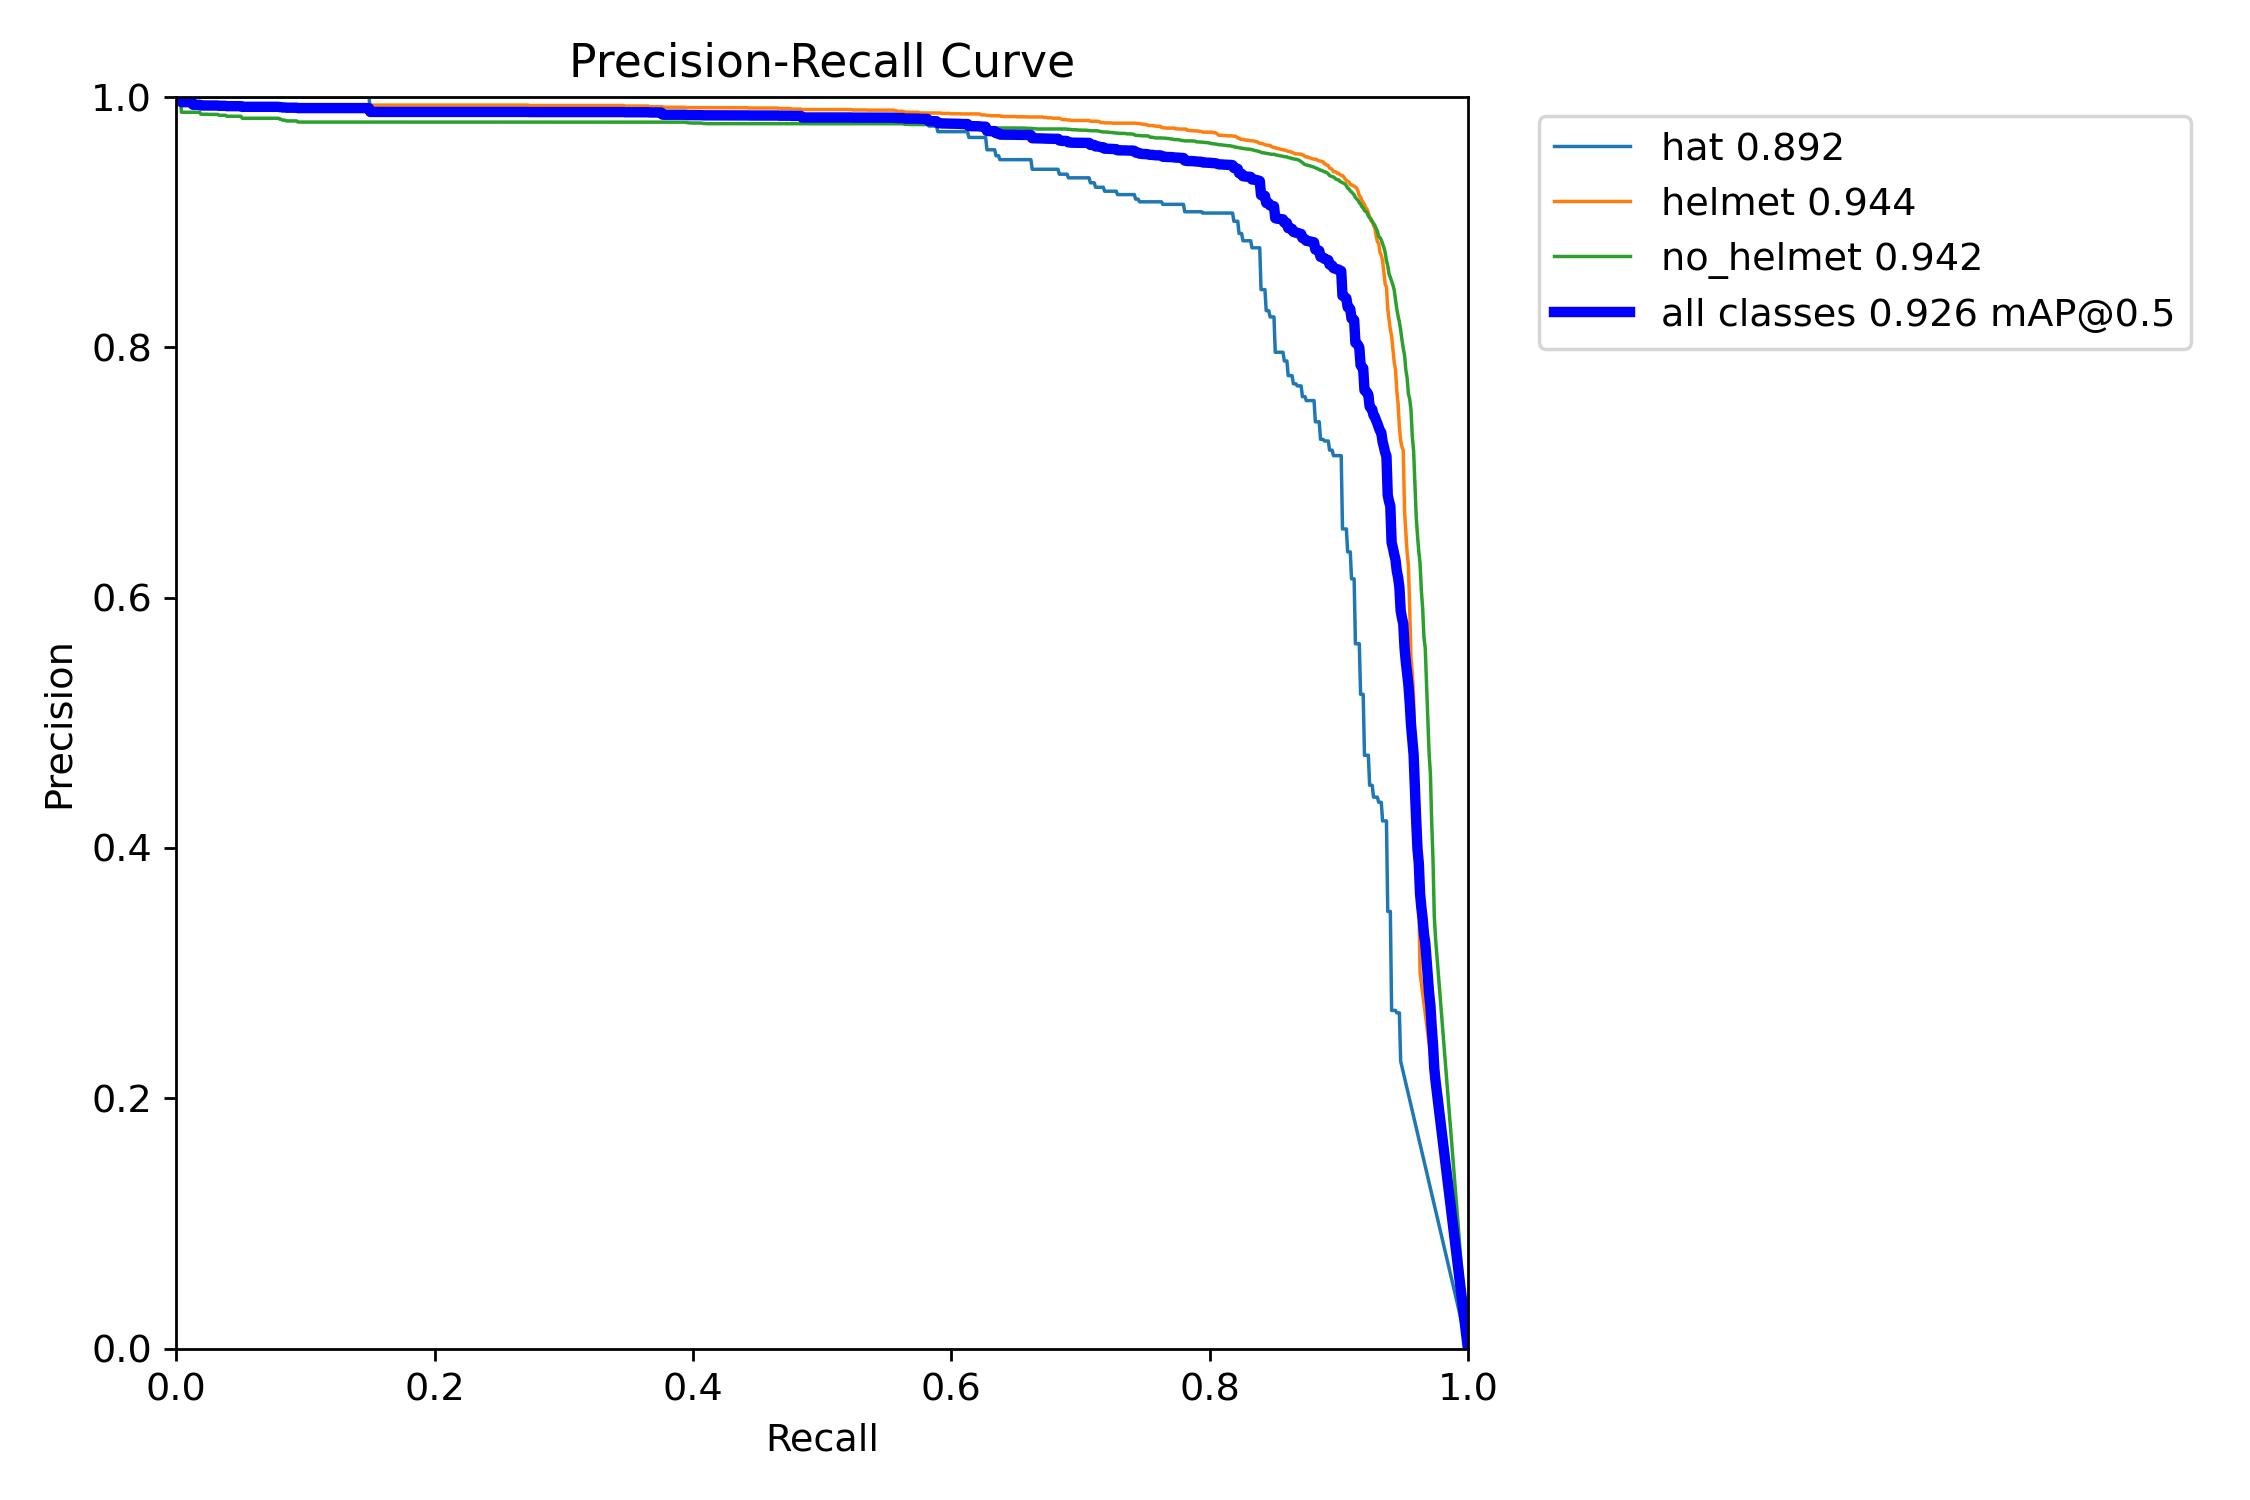 Precision-Recall Curve
1.0
0.8
0.6
0.4
0.2
0.0
Precision
0.0 0.2 0.4 0.6 0.8 1.0
Recall
hat 0.892
helmet 0.944
no_helmet 0.942
all classes 0.926 mAP@0.5